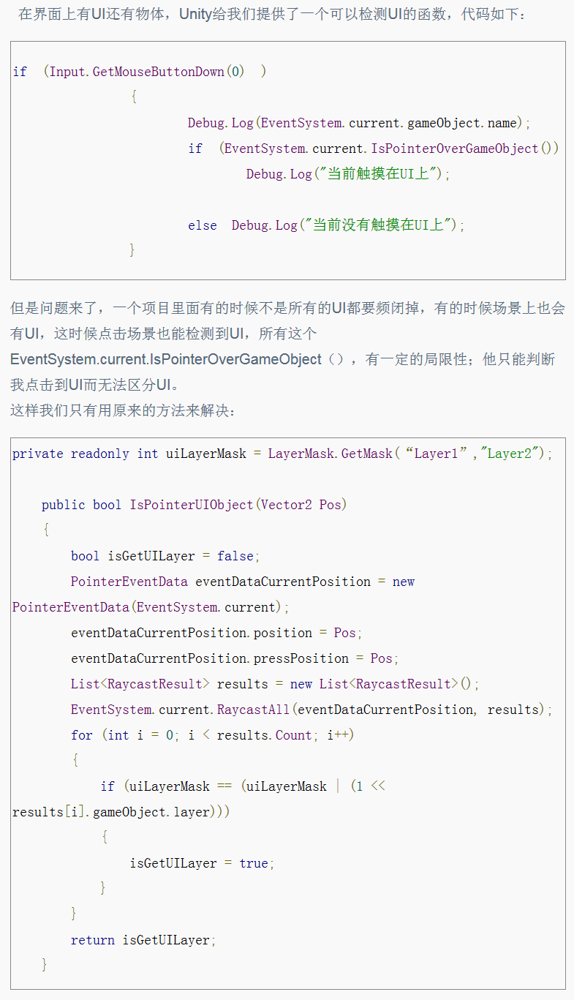 在界面上有UI还有物体，Unity给我们提供了一个可以检测UI的函数，代码如下：
if  (Input.GetMouseButtonDown(0)  )
{
Debug.Log(EventSystem.current.gameObject.name);
if  (EventSystem.current.IsPointerOverGameObject())
Debug.Log("当前触摸在UI上");
else  Debug.Log("当前没有触摸在UI上");
}
但是问题来了，一个项目里面有的时候不是所有的UI都要频闭掉，有的时候场景上也会
有UI，这时候点击场景也能检测到UI，所有这个
EventSystem.current.IsPointerOverGameObject（），有一定的局限性；他只能判断
我点击到UI而无法区分UI。
这样我们只有用原来的方法来解决：
private readonly int uiLayerMask = LayerMask.GetMask(“Layer1”,"Layer2");
public bool IsPointerUIObject(Vector2 Pos)
{
bool isGetUILayer = false;
PointerEventData eventDataCurrentPosition = new
PointerEventData(EventSystem.current);
eventDataCurrentPosition.position = Pos;
eventDataCurrentPosition.pressPosition = Pos;
List<RaycastResult> results = new List<RaycastResult>();
EventSystem.current.RaycastAll(eventDataCurrentPosition, results);
for (int i = 0; i < results.Count; i++)
{
if (uiLayerMask == (uiLayerMask | (1 <<
results[i].gameObject.layer)))
{
isGetUILayer = true;
}
}
return isGetUILayer;
}